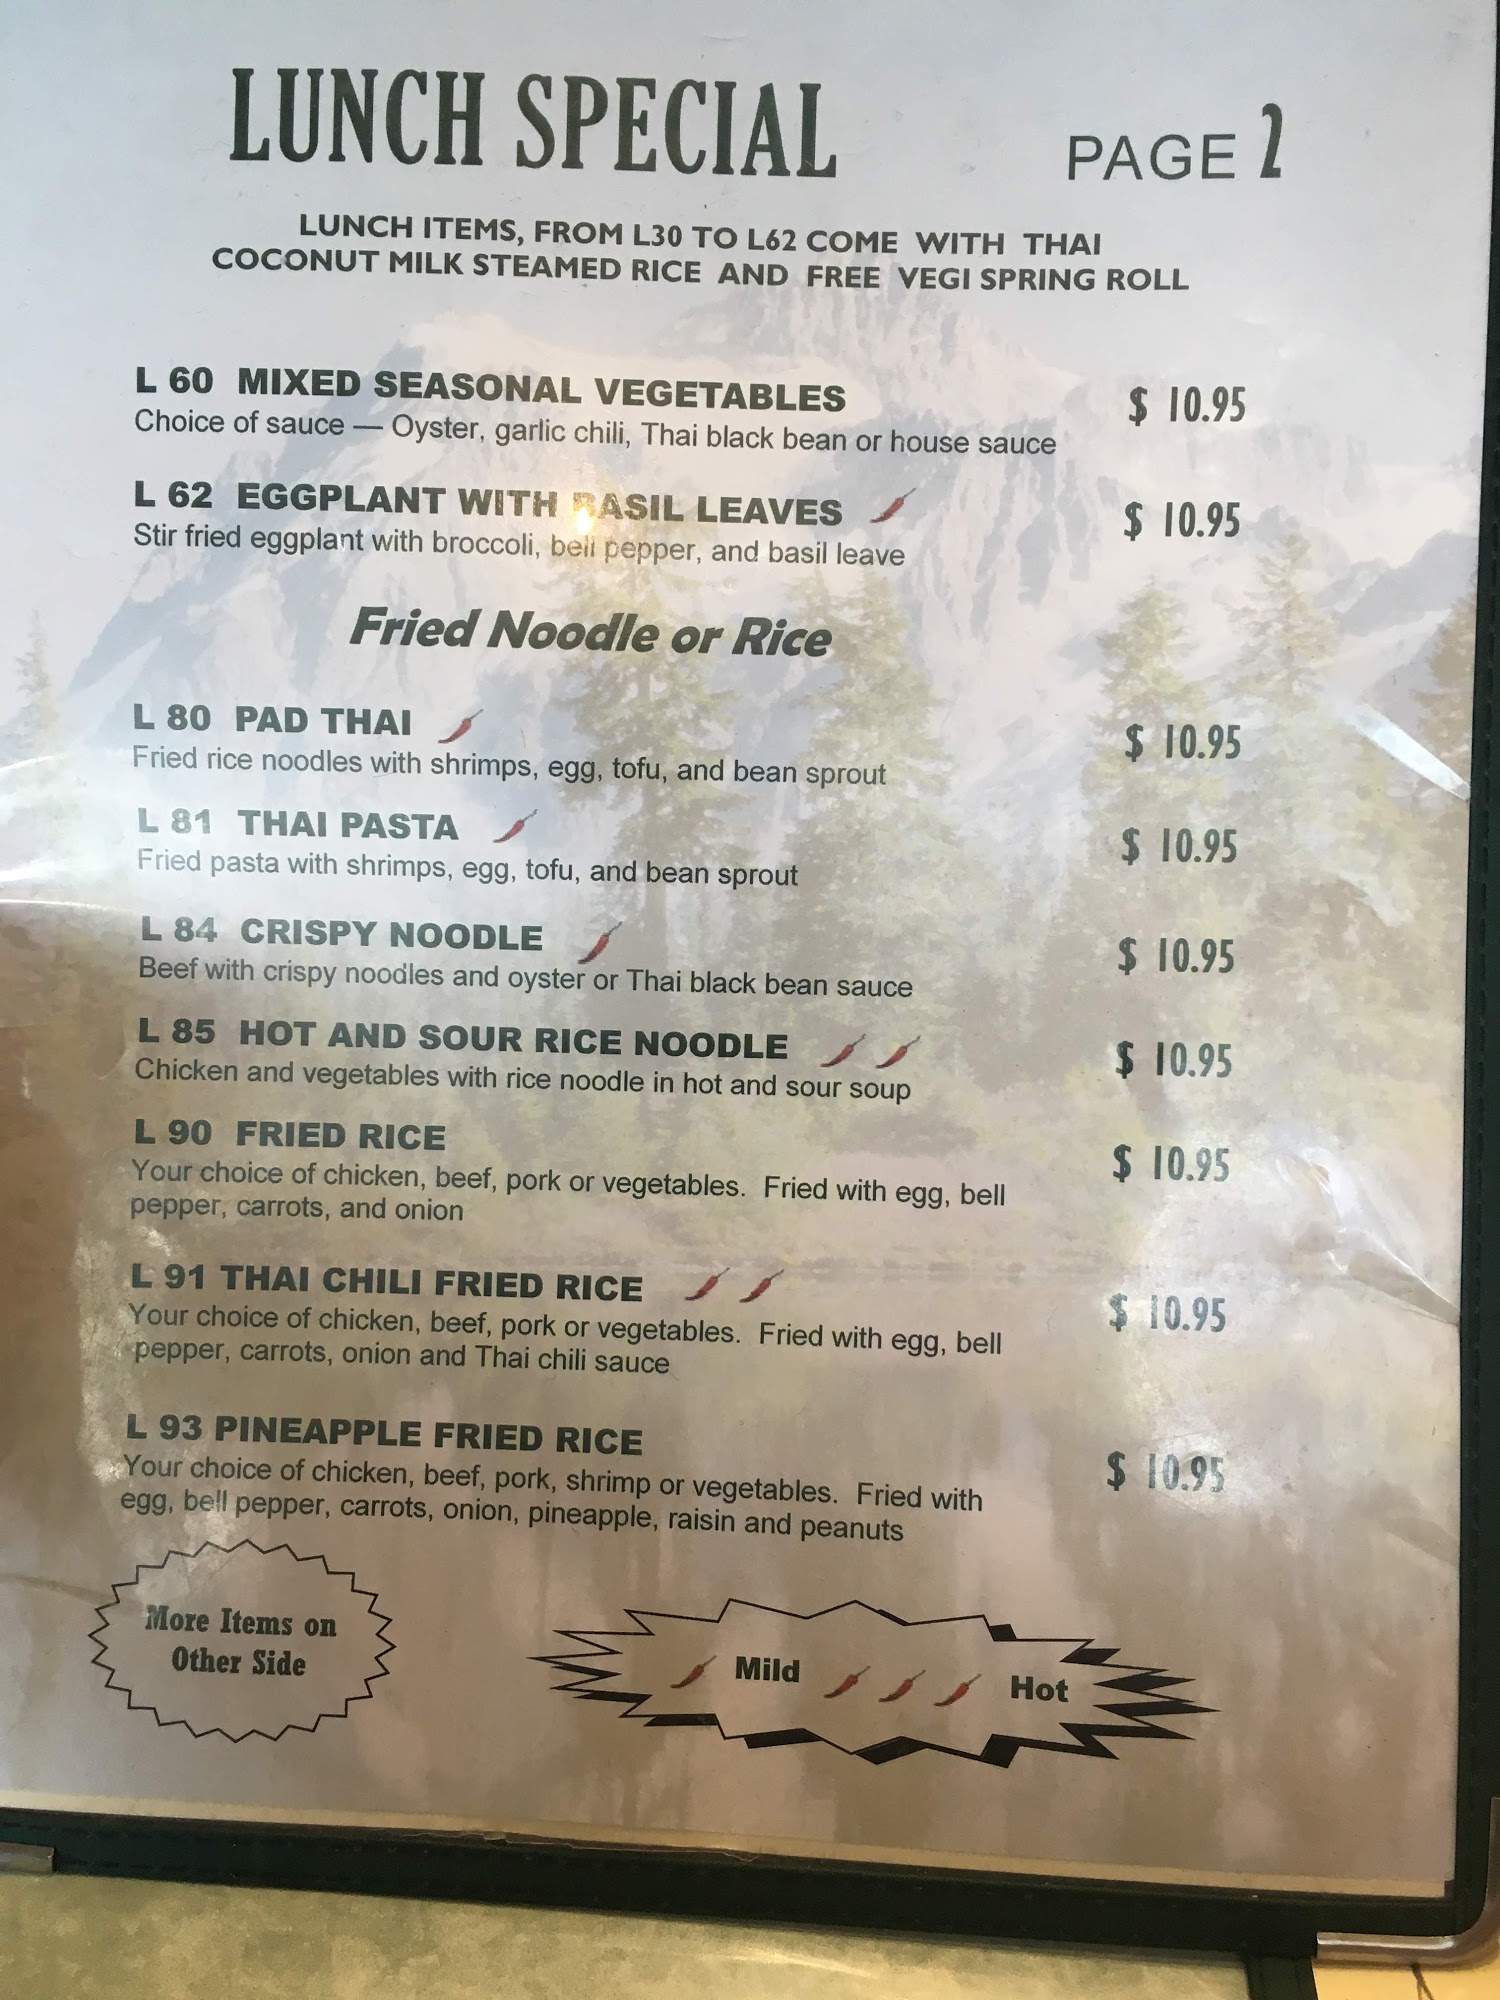 LUNCH SPECIAL PAGE 2
LUNCH ITEMS, FROM L30 TO L62 COME WITH THAI
COCONUT MILK STEAMED RICE AND FREE VEGI SPRING ROLL
L 60 MIXED SEASONAL VEGETABLES $ 10.95
Choice of sauce — Oyster, garlic chili, Thai black bean or house sauce
L 62 EGGPLANT WITH BASIL LEAVES $ 10.95
Stir fried eggplant with broccoli, bell pepper, and basil leave
Fried Noodle or Rice
L 80 PAD THAI $ 10.95
Fried rice noodles with shrimps, egg, tofu, and bean sprout
L 81 THAI PASTA $ 10.95
Fried pasta with shrimps, egg, tofu, and bean sprout
L 84 CRISPY NOODLE $ 10.95
Beef with crispy noodles and oyster or Thai black bean sauce
L 85 HOT AND SOUR RICE NOODLE $ 10.95
Chicken and vegetables with rice noodle in hot and sour soup
L 90 FRIED RICE $ 10.95
Your choice of chicken, beef, pork or vegetables. Fried with egg, bell
pepper, carrots, and onion
L 91 THAI CHILI FRIED RICE $ 10.95
Your choice of chicken, beef, pork or vegetables. Fried with egg, bell
pepper, carrots, onion and Thai chili sauce
L 93 PINEAPPLE FRIED RICE $ 10.95
Your choice of chicken, beef, pork, shrimp or vegetables. Fried with
egg, bell pepper, carrots, onion, pineapple, raisin and peanuts
More Items on
Other Side
Mild Hot